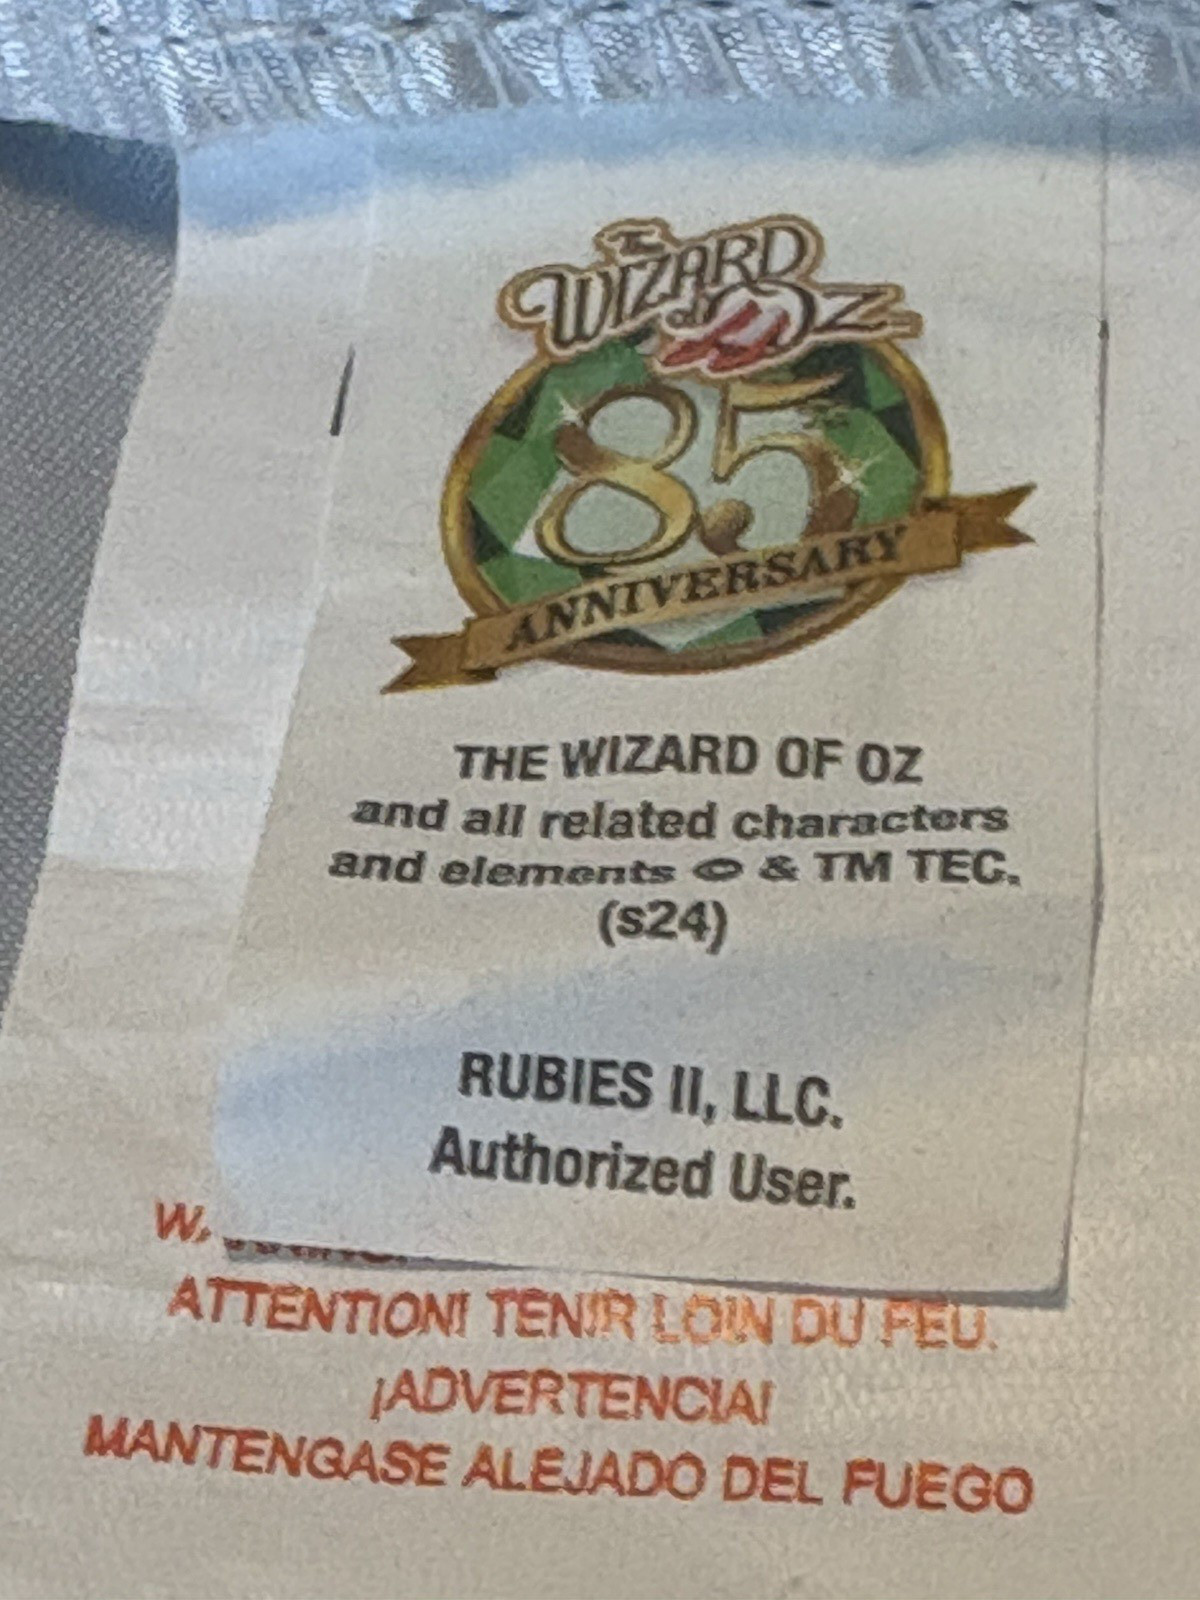 The
WIZARD
of OZ
85
ANNIVERSARY
THE WIZARD OF OZ
and all related characters
and elements © & TM TEC.
(s24)
RUBIES II, LLC.
Authorized User.
ATTENTION! TENIR LOIN DU FEU.
¡ADVERTENCIA!
MANTENGASE ALEJADO DEL FUEGO